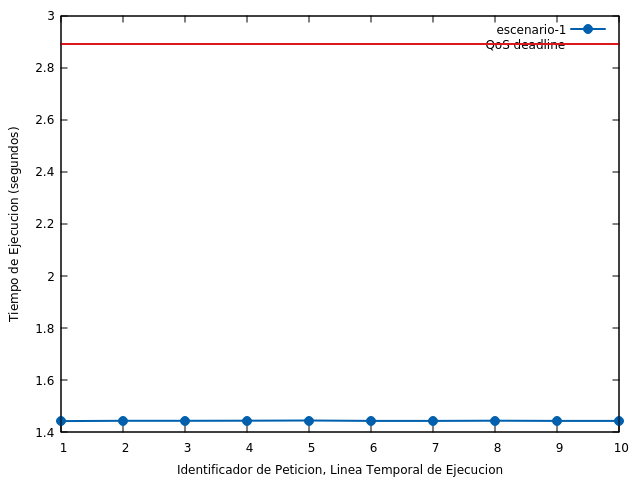 3
2.8
2.6
2.4
2.2
2
1.8
1.6
1.4
Tiempo de Ejecucion (segundos)
escenario-1
QoS deadline
1 2 3 4 5 6 7 8 9 10
Identificador de Peticion, Linea Temporal de Ejecucion